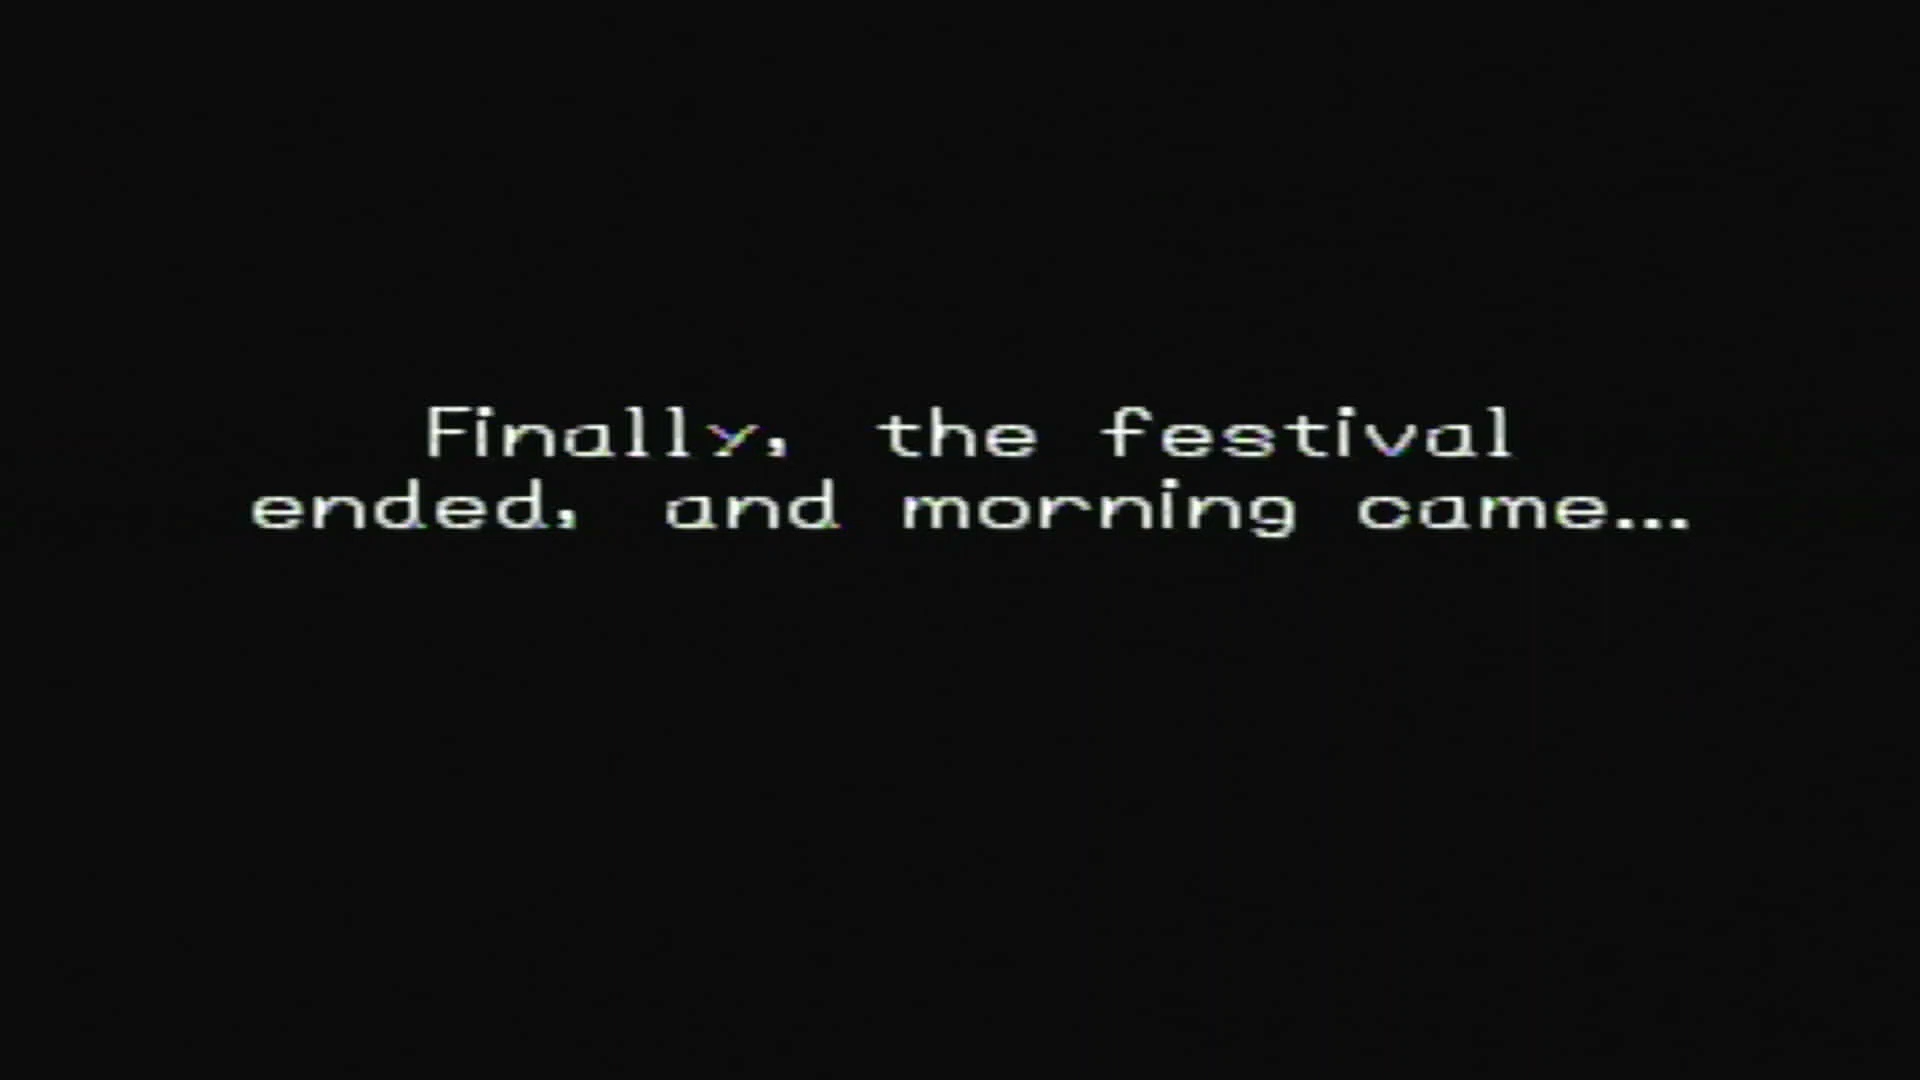 Finally, the festival
ended, and morning came...